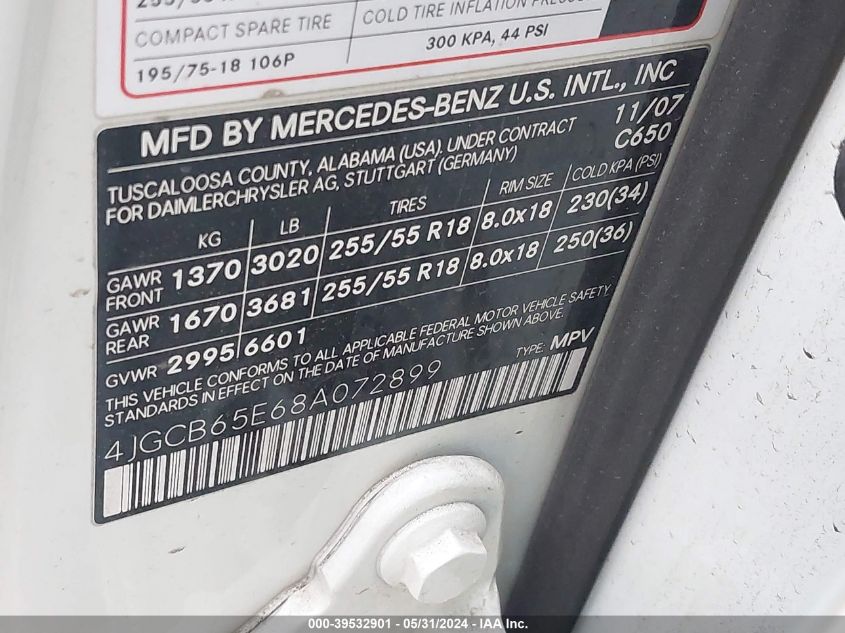 COMPACT SPARE TIRE
COLD TIRE INFLATION
195/75-18 106P
300 KPA, 44 PSI
MFD BY MERCEDES-BENZ U.S. INTL., INC
TUSCALOOSA COUNTY, ALABAMA (USA). UNDER CONTRACT 11/07
FOR DAIMLERCHRYSLER AG, STUTTGART (GERMANY) C650
KG LB TIRES RIM SIZE COLD KPA (PSI)
GAWR FRONT 1370 3020 255/55 R18 8.0x18 230(34)
GAWR REAR 1670 3681 255/55 R18 8.0x18 250(36)
GVWR 2995 6601
THIS VEHICLE CONFORMS TO ALL APPLICABLE FEDERAL MOTOR VEHICLE SAFETY
STANDARDS IN EFFECT ON THE DATE OF MANUFACTURE SHOWN ABOVE.
TYPE: MPV
4JGCB65E68A072899
000-39532901 - 05/31/2024 - IAA Inc.